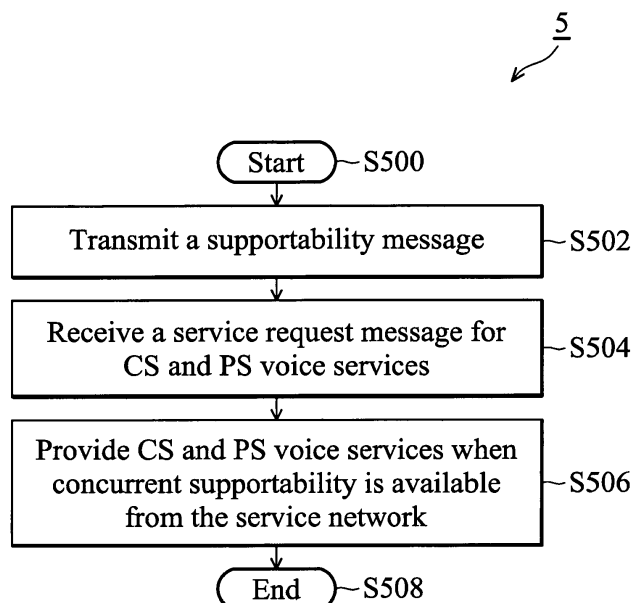 5
Start
S500
Transmit a supportability message
S502
Receive a service request message for
CS and PS voice services
S504
Provide CS and PS voice services when
concurrent supportability is available
from the service network
S506
End
S508